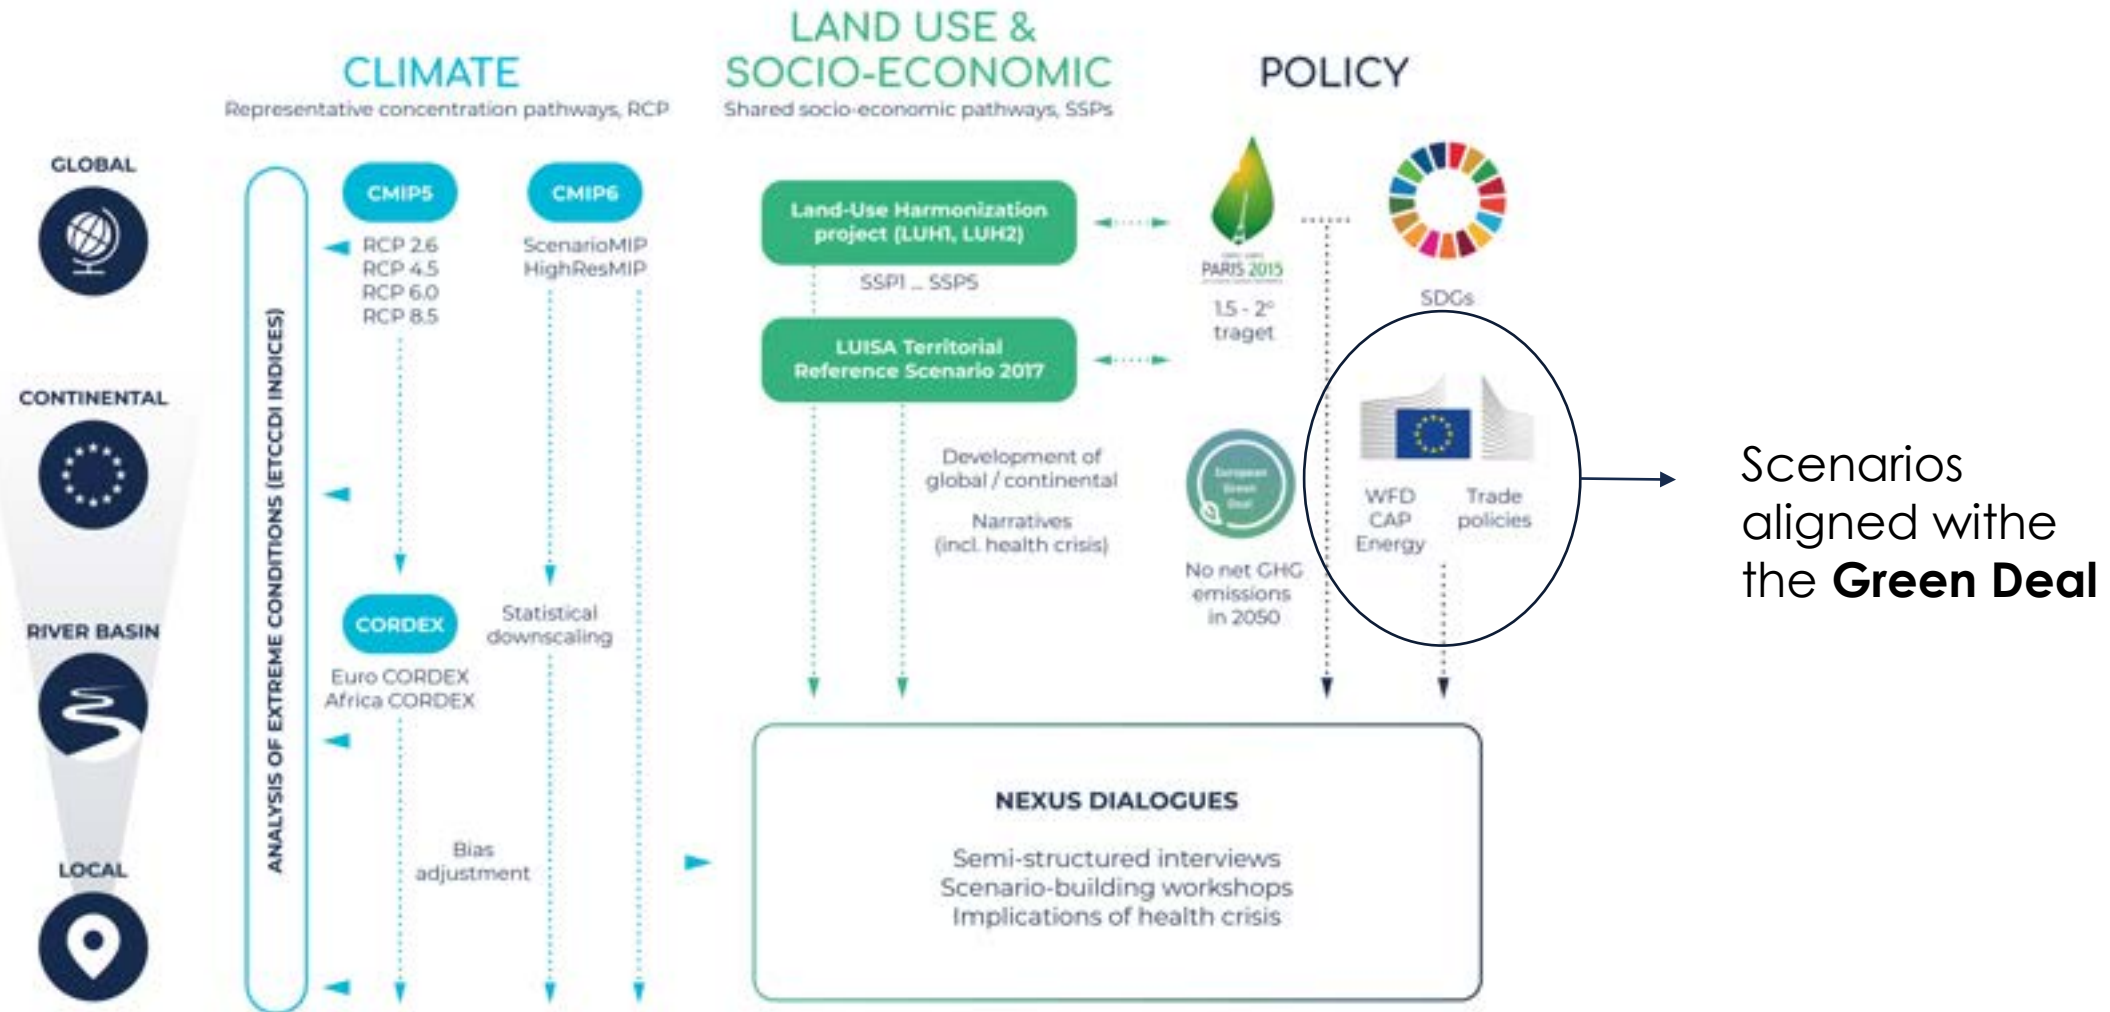 CLIMATE
Representative concentration pathways, RCP
LAND USE &
SOCIO-ECONOMIC
Shared socio-economic pathways, SSPs
POLICY
GLOBAL
CONTINENTAL
RIVER BASIN
LOCAL
ANALYSIS OF EXTREME CONDITIONS (ETCCDI INDICES)
CMIP5
RCP 2.6
RCP 4.5
RCP 6.0
RCP 8.5
CMIP6
ScenarioMIP
HighResMIP
CORDEX
Euro CORDEX
Africa CORDEX
Statistical
downscaling
Bias
adjustment
Land-Use Harmonization
project (LUH1, LUH2)
SSP1 ... SSP5
LUISA Territorial
Reference Scenario 2017
Development of
global / continental
Narratives
(incl. health crisis)
PARIS 2015
1.5 - 2°
traget
SDGs
European
Green
Deal
No net GHG
emissions
in 2050
WFD
CAP
Energy
Trade
policies
NEXUS DIALOGUES
Semi-structured interviews
Scenario-building workshops
Implications of health crisis
Scenarios
aligned withe
the Green Deal